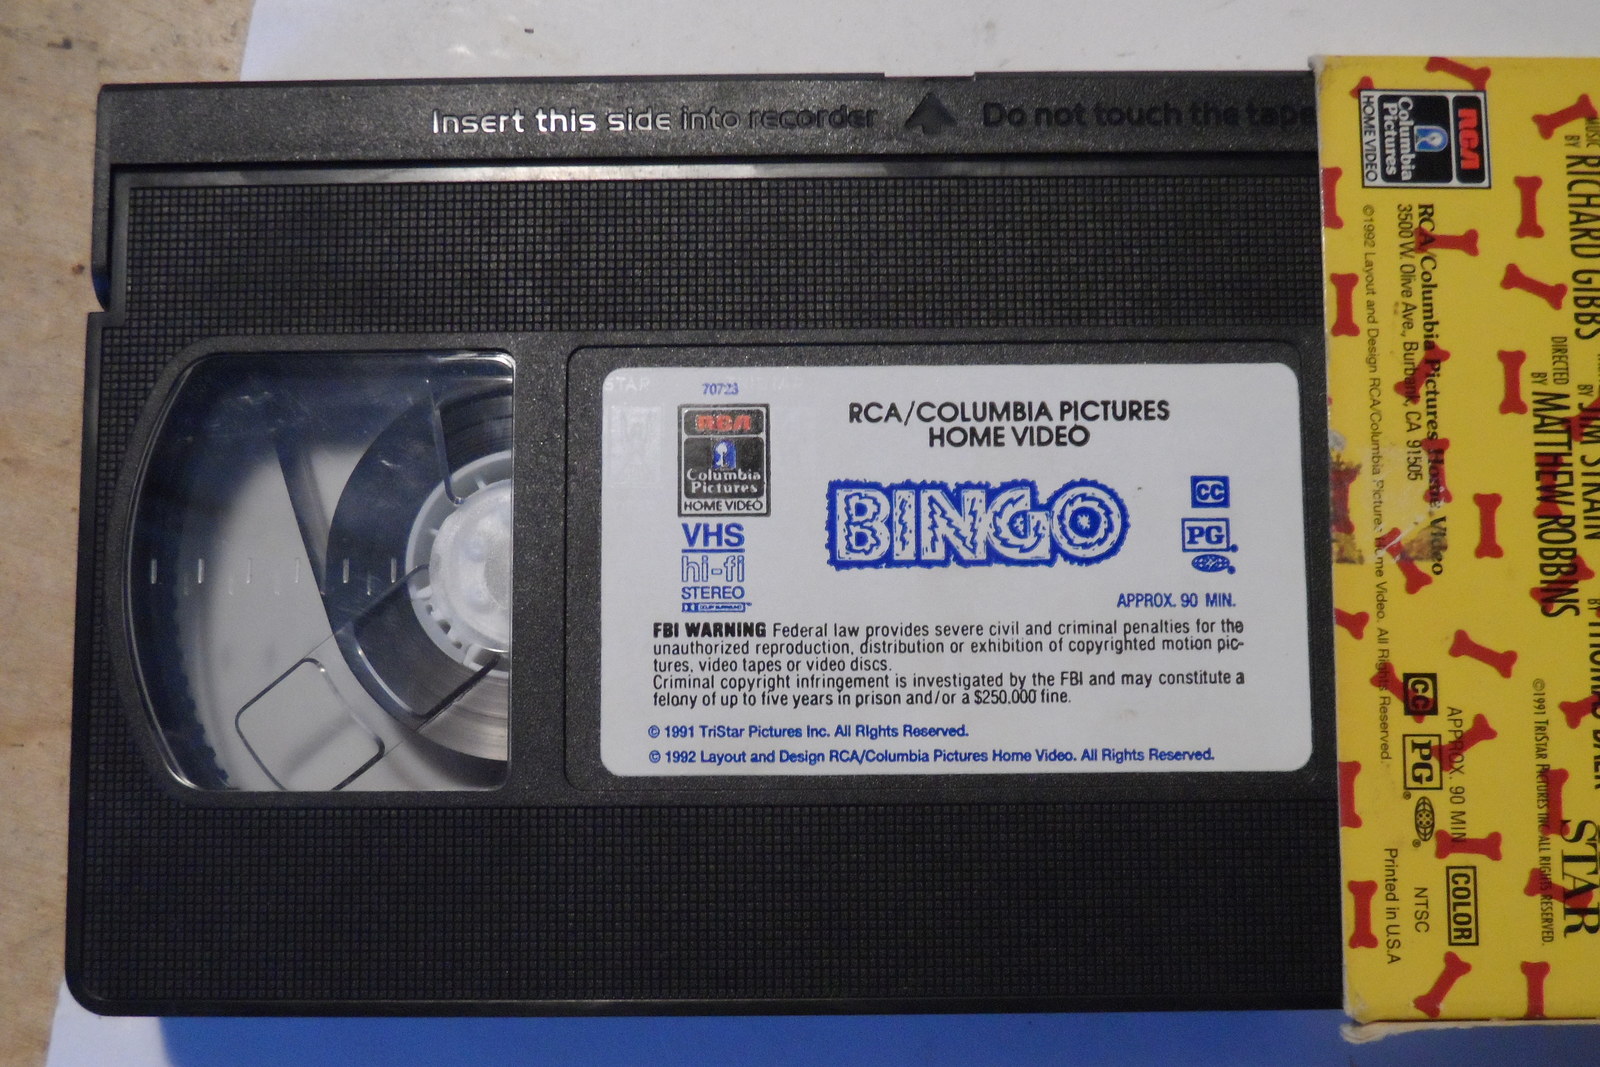 Insert this side into recorder Do not touch the tape
70723
RCA
Columbia
Pictures
HOME VIDEO
VHS
hi-fi
STEREO
RCA/COLUMBIA PICTURES
HOME VIDEO
BINGO
CC
PG
APPROX. 90 MIN.
FBI WARNING Federal law provides severe civil and criminal penalties for the
unauthorized reproduction, distribution or exhibition of copyrighted motion pic-
tures, video tapes or video discs.
Criminal copyright infringement is investigated by the FBI and may constitute a
felony of up to five years in prison and/or a $250.000 fine.
© 1991 TriStar Pictures Inc. All Rights Reserved.
© 1992 Layout and Design RCA/Columbia Pictures Home Video. All Rights Reserved.
MUSIC BY RICHARD GIBBS
BY JIM STRAIN
DIRECTED BY MATTHEW ROBBINS
STAR
©1991 TRISTAR PICTURES INC. ALL RIGHTS RESERVED.
RCA
Columbia
Pictures
HOME VIDEO
RCA/Columbia Pictures Home Video
3500 W. Olive Ave., Burbank, CA 91505
©1992 Layout and Design RCA/Columbia Pictures Home Video. All Rights Reserved.
APPROX. 90 MIN.
COLOR
CC PG
NTSC
Printed in U.S.A